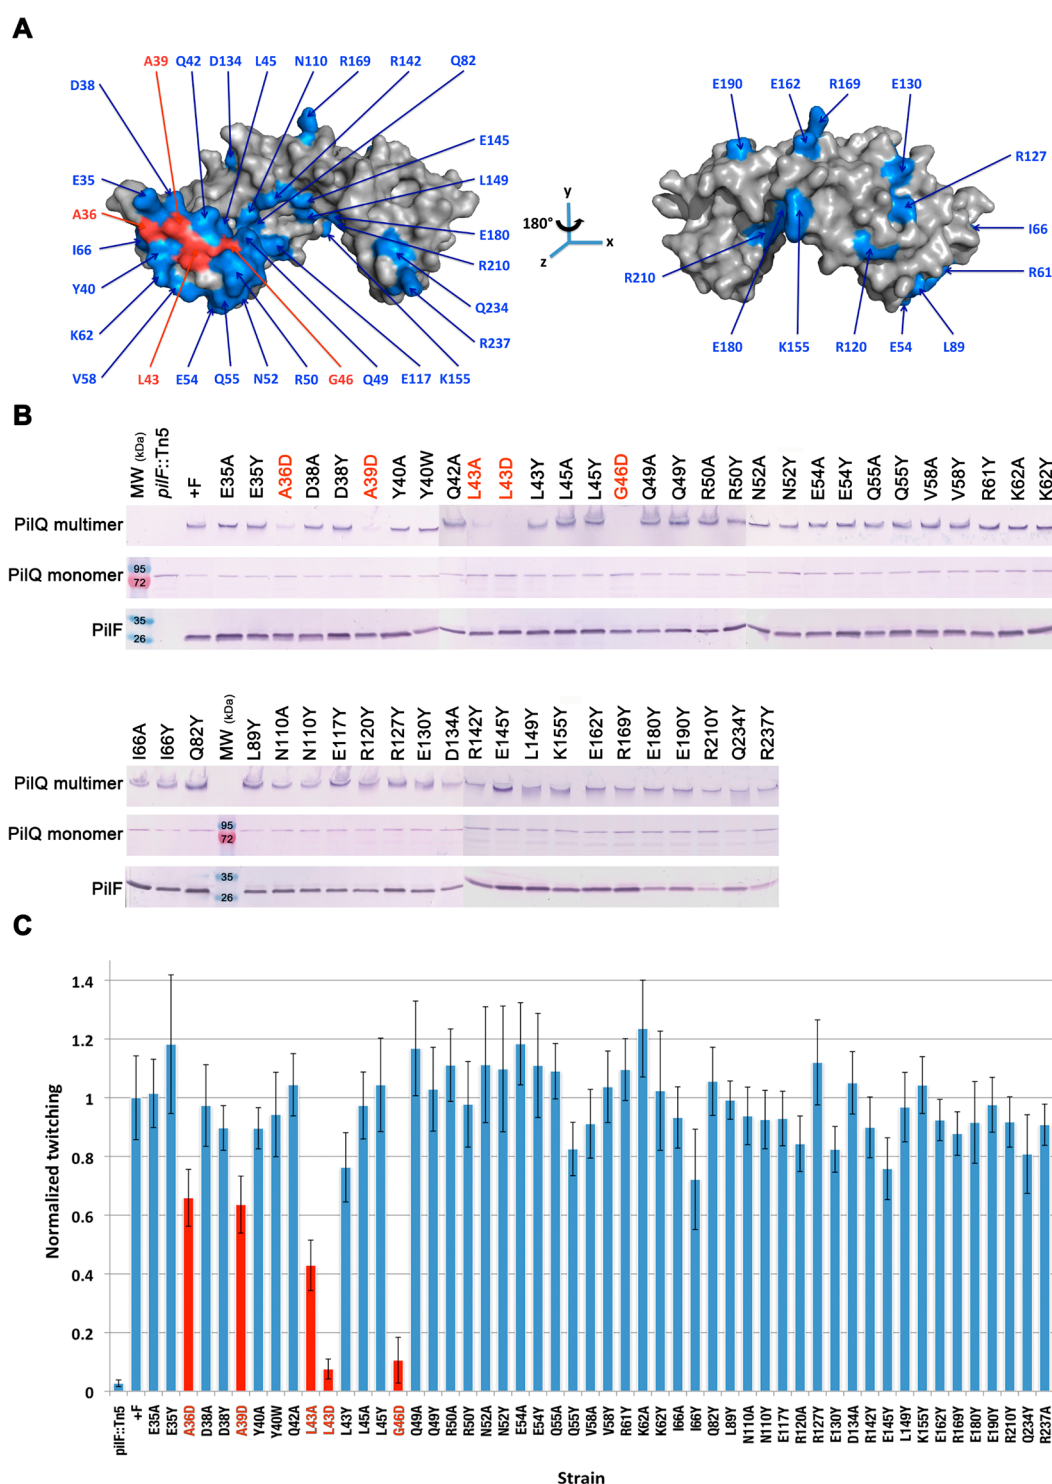 A
A39 Q42 D134 L45 N110 R169 R142 Q82
D38
E35
A36
I66
Y40
K62
V58
L43 E54 Q55 N52 R50 G46 Q49 E117 K155
E145
L149
E180
R210
Q234
R237
180°
y
x
z
E190 E162 R169 E130
R127
I66
R61
R210
E180 K155 R120 E54 L89
B
MW (kDa) pilF::Tn5 +F E35A E35Y A36D D38A D38Y A39D Y40A Y40W Q42A L43A L43D L43Y L45A L45Y G46D Q49A Q49Y R50A R50Y N52A N52Y E54A E54Y Q55A Q55Y V58A V58Y R61Y K62A K62Y
PilQ multimer
PilQ monomer
95
72
PilF
35
26
I66A I66Y Q82Y MW (kDa) L89Y N110A N110Y E117Y R120Y R127Y E130Y D134A R142Y E145Y L149Y K155Y E162Y R169Y E180Y E190Y R210Y Q234Y R237Y
PilQ multimer
PilQ monomer
95
72
PilF
35
26
C
Normalized twitching
1.4
1.2
1
0.8
0.6
0.4
0.2
0
pilF::Tn5 +F E35A E35Y A36D D38A D38Y A39D Y40A Y40W Q42A L43A L43D L43Y L45A L45Y G46D Q49A Q49Y R50A R50Y N52A N52Y E54A E54Y Q55A Q55Y V58A V58Y R61Y K62A K62Y I66A I66Y Q82Y L89Y N110A N110Y E117Y R120A R127Y E130Y D134A R142Y E145Y L149Y K155Y E162Y R169Y E180Y E190Y R210Y Q234Y R237A
Strain